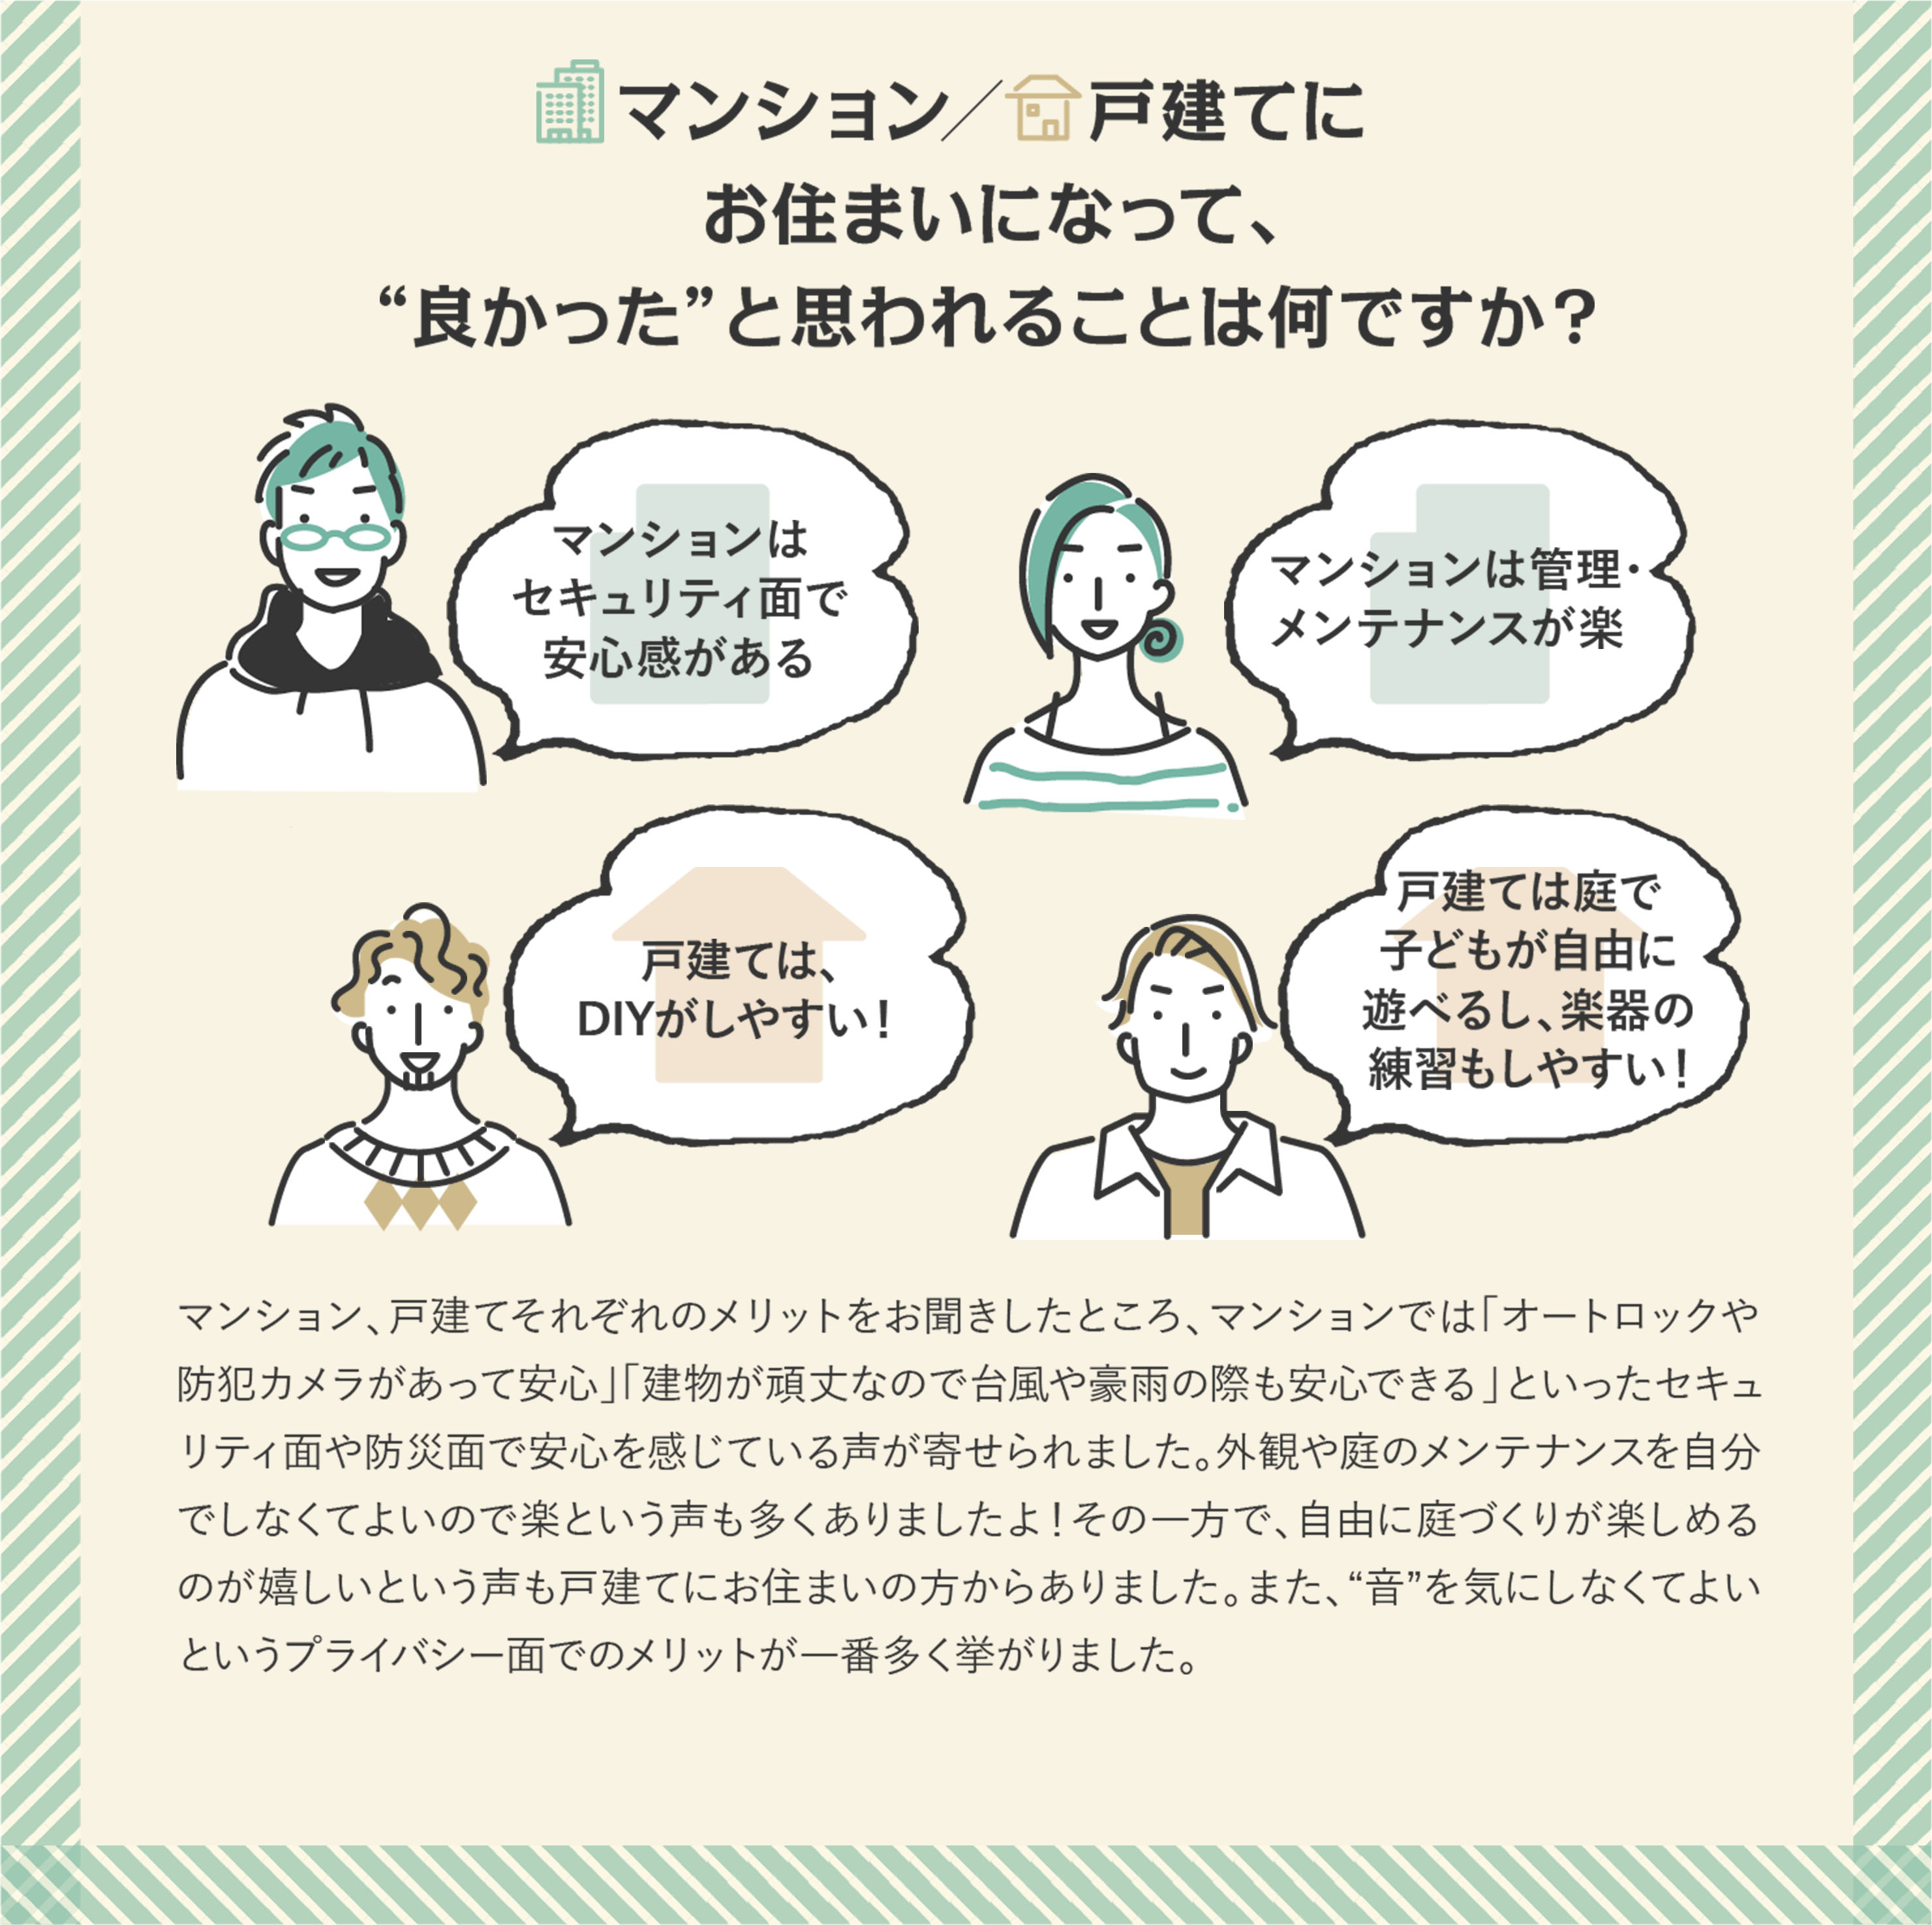 マンション／戸建てに
お住まいになって、
“良かった”と思われることは何ですか？
マンションは
セキュリティ面で
安心感がある
マンションは管理・
メンテナンスが楽
戸建ては、
DIYがしやすい！
戸建ては庭で
子どもが自由に
遊べるし、楽器の
練習もしやすい！
マンション、戸建てそれぞれのメリットをお聞きしたところ、マンションでは「オートロックや
防犯カメラがあって安心」「建物が頑丈なので台風や豪雨の際も安心できる」といったセキュ
リティ面や防災面で安心を感じている声が寄せられました。外観や庭のメンテナンスを自分
でしなくてよいので楽という声も多くありましたよ！その一方で、自由に庭づくりが楽しめる
のが嬉しいという声も戸建てにお住まいの方からありました。また、“音”を気にしなくてよい
というプライバシー面でのメリットが一番多く挙がりました。